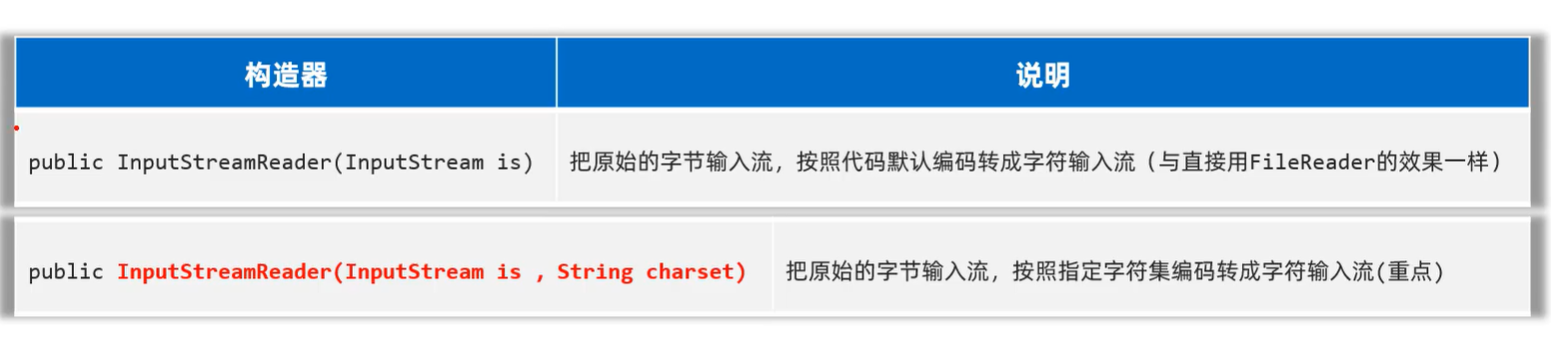 构造器 说明
public InputStreamReader(InputStream is) 把原始的字节输入流，按照代码默认编码转成字符输入流（与直接用FileReader的效果一样）
public InputStreamReader(InputStream is , String charset) 把原始的字节输入流，按照指定字符集编码转成字符输入流(重点)